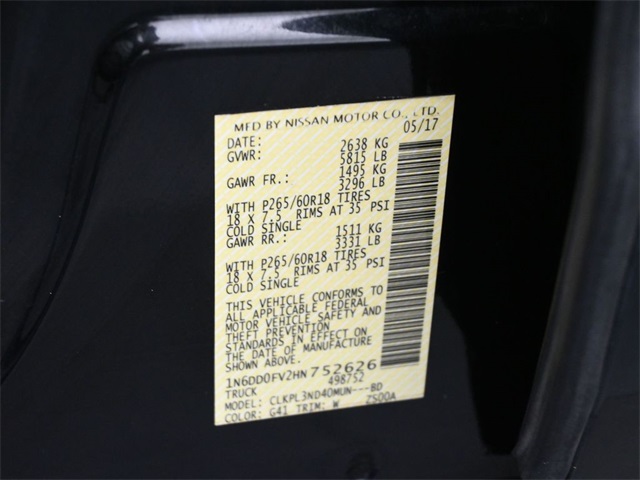 MFD BY NISSAN MOTOR CO., LTD.
DATE: 05/17
GVWR: 2638 KG
5815 LB
GAWR FR.: 1495 KG
3296 LB
WITH P265/60R18 TIRES
18 X 7.5 RIMS AT 35 PSI
COLD SINGLE
GAWR RR.: 1511 KG
3331 LB
WITH P265/60R18 TIRES
18 X 7.5 RIMS AT 35 PSI
COLD SINGLE
THIS VEHICLE CONFORMS TO
ALL APPLICABLE FEDERAL
MOTOR VEHICLE SAFETY AND
THEFT PREVENTION
STANDARDS IN EFFECT ON
THE DATE OF MANUFACTURE
SHOWN ABOVE
1N6DD0FV2HN752626
TRUCK 498752
MODEL: CLKPL3ND40MUN---BD
COLOR: G41 TRIM: W ZS00A